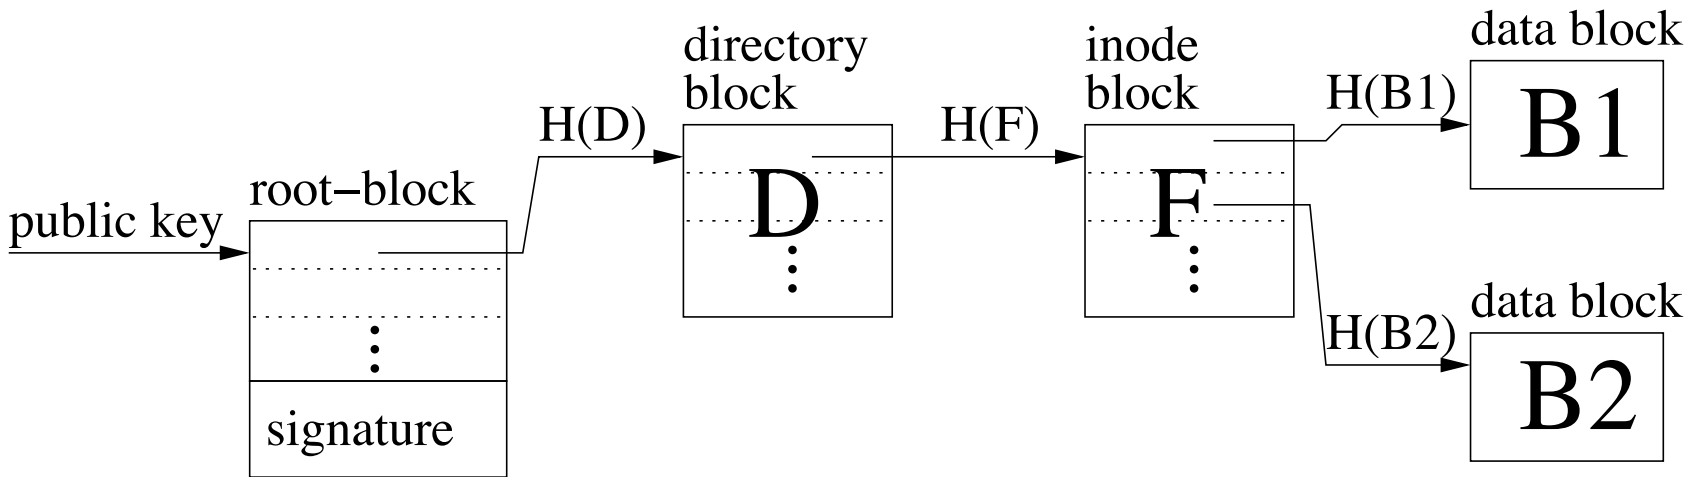 public key
root−block
signature
H(D)
directory
block
D
H(F)
inode
block
F
H(B1)
data block
B1
H(B2)
data block
B2